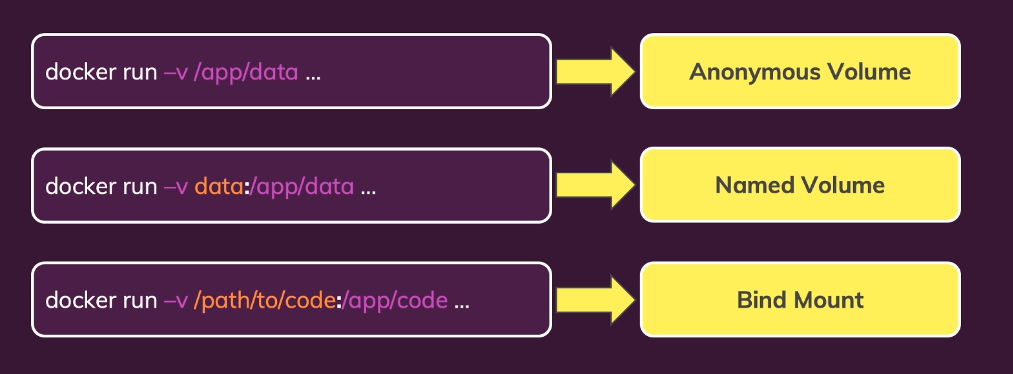 docker run –v /app/data ...
Anonymous Volume
docker run –v data:/app/data ...
Named Volume
docker run –v /path/to/code:/app/code ...
Bind Mount